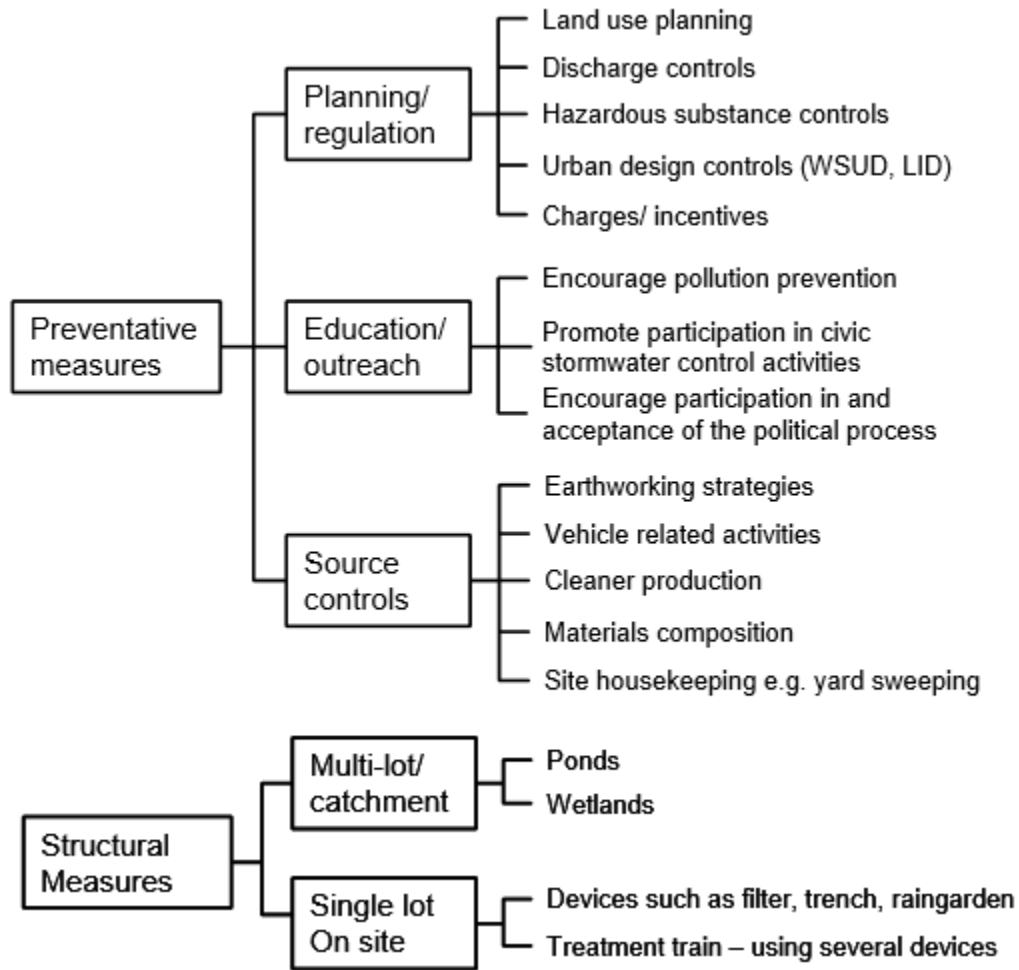 Land use planning
Discharge controls
Planning/
regulation
Hazardous substance controls
Urban design controls (WSUD, LID)
Charges/ incentives
Preventative
measures
Education/
outreach
Encourage pollution prevention
Promote participation in civic
stormwater control activities
Encourage participation in and
acceptance of the political process
Source
controls
Earthworking strategies
Vehicle related activities
Cleaner production
Materials composition
Site housekeeping e.g. yard sweeping
Structural
Measures
Multi-lot/
catchment
Ponds
Wetlands
Single lot
On site
Devices such as filter, trench, raingarden
Treatment train – using several devices